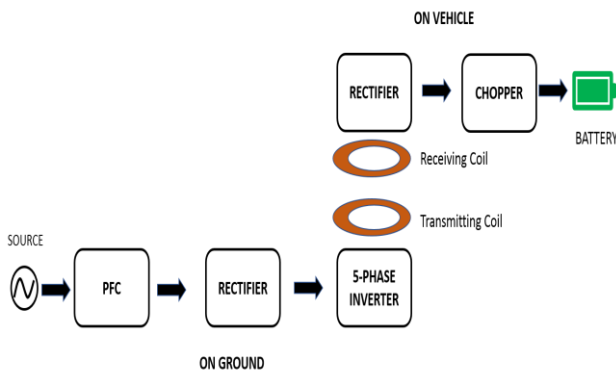 ON VEHICLE
RECTIFIER
CHOPPER
BATTERY
Receiving Coil
Transmitting Coil
SOURCE
PFC
RECTIFIER
5-PHASE
INVERTER
ON GROUND